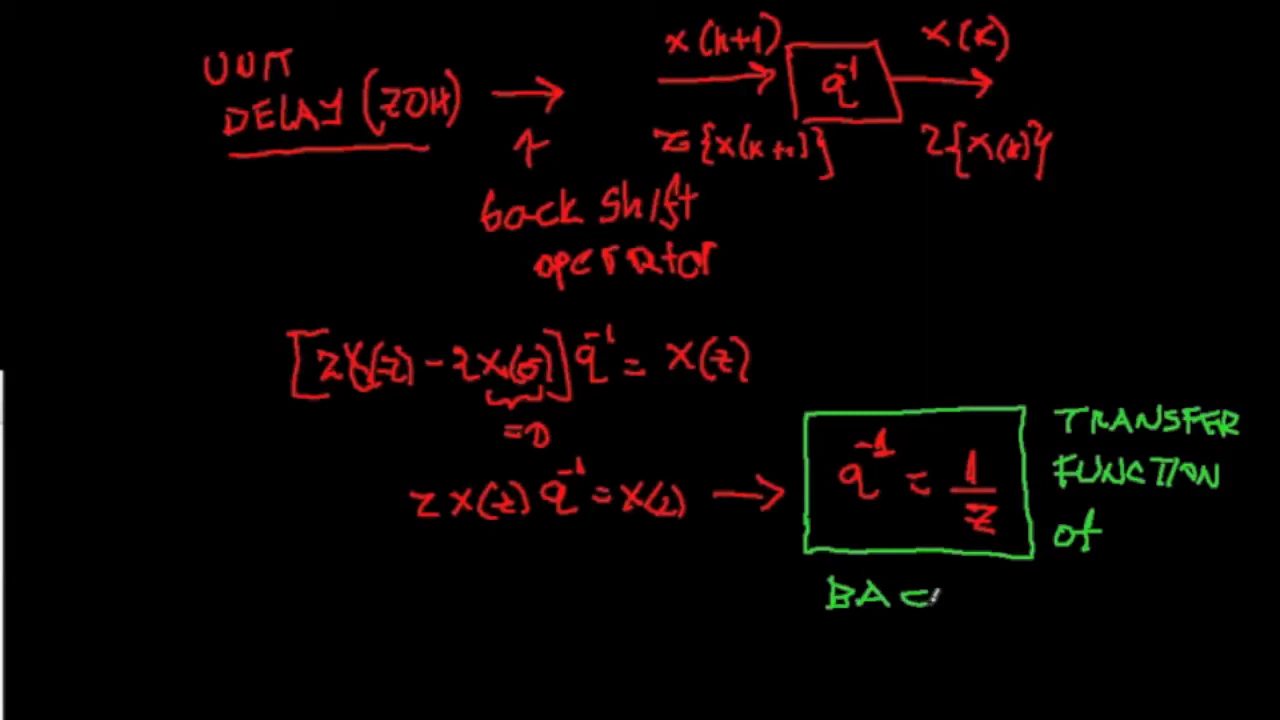 UNIT
DELAY (ZOH) →
x(k+1) → q⁻¹ → x(k)
z{x(k+1)} z{x(k)}
↑
back shift
operator
[zX(z) - zx(0)]q⁻¹ = X(z)
=0
zX(z)q⁻¹ = X(z) → q⁻¹ = 1/z
TRANSFER
FUNCTION
of
BAC